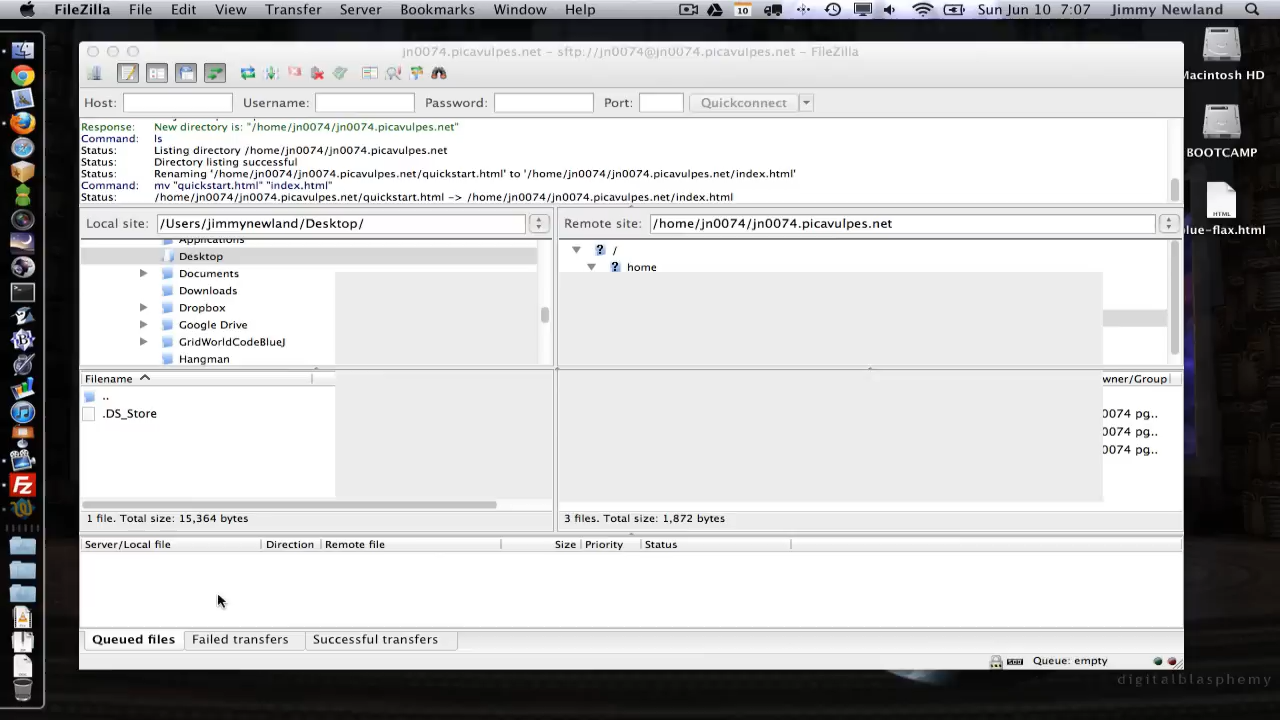 FileZilla File Edit View Transfer Server Bookmarks Window Help 10 Sun Jun 10 7:07 Jimmy Newland
jn0074.picavulpes.net - sftp://jn0074@jn0074.picavulpes.net - FileZilla
Host: Username: Password: Port: Quickconnect
Response: New directory is: "/home/jn0074/jn0074.picavulpes.net"
Command: ls
Status: Listing directory /home/jn0074/jn0074.picavulpes.net
Status: Directory listing successful
Status: Renaming '/home/jn0074/jn0074.picavulpes.net/quickstart.html' to '/home/jn0074/jn0074.picavulpes.net/index.html'
Command: mv "quickstart.html" "index.html"
Status: /home/jn0074/jn0074.picavulpes.net/quickstart.html -> /home/jn0074/jn0074.picavulpes.net/index.html
Local site: /Users/jimmynewland/Desktop/
Remote site: /home/jn0074/jn0074.picavulpes.net
Applications
Desktop
Documents
Downloads
Dropbox
Google Drive
GridWorldCodeBlueJ
Hangman
/
home
Filename
..
.DS_Store
wner/Group
0074 pg..
0074 pg..
0074 pg..
1 file. Total size: 15,364 bytes
3 files. Total size: 1,872 bytes
Server/Local file Direction Remote file Size Priority Status
Queued files Failed transfers Successful transfers
Queue: empty
Macintosh HD
BOOTCAMP
HTML
lue-flax.html
Fz
digitalblasphemy